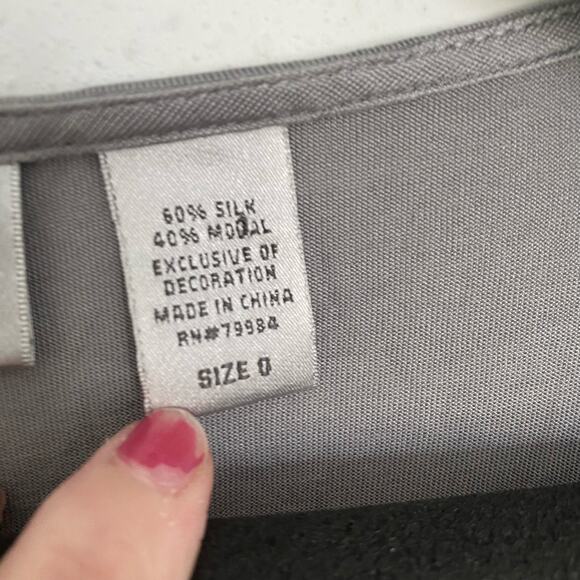 60% SILK
40% MODAL
EXCLUSIVE OF
DECORATION
MADE IN CHINA
RN#79984
SIZE 0